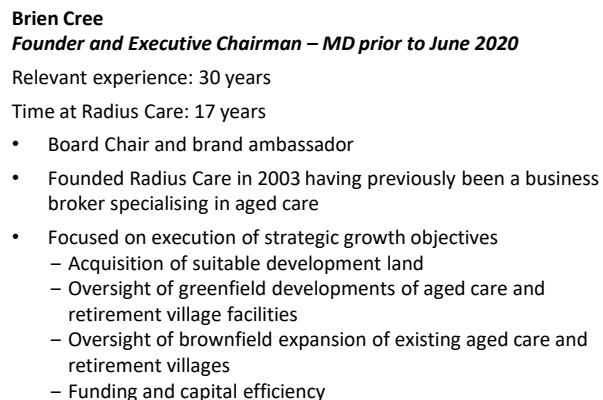 Brien Cree
Founder and Executive Chairman – MD prior to June 2020
Relevant experience: 30 years
Time at Radius Care: 17 years
• Board Chair and brand ambassador
• Founded Radius Care in 2003 having previously been a business
broker specialising in aged care
• Focused on execution of strategic growth objectives
– Acquisition of suitable development land
– Oversight of greenfield developments of aged care and
retirement village facilities
– Oversight of brownfield expansion of existing aged care and
retirement villages
– Funding and capital efficiency